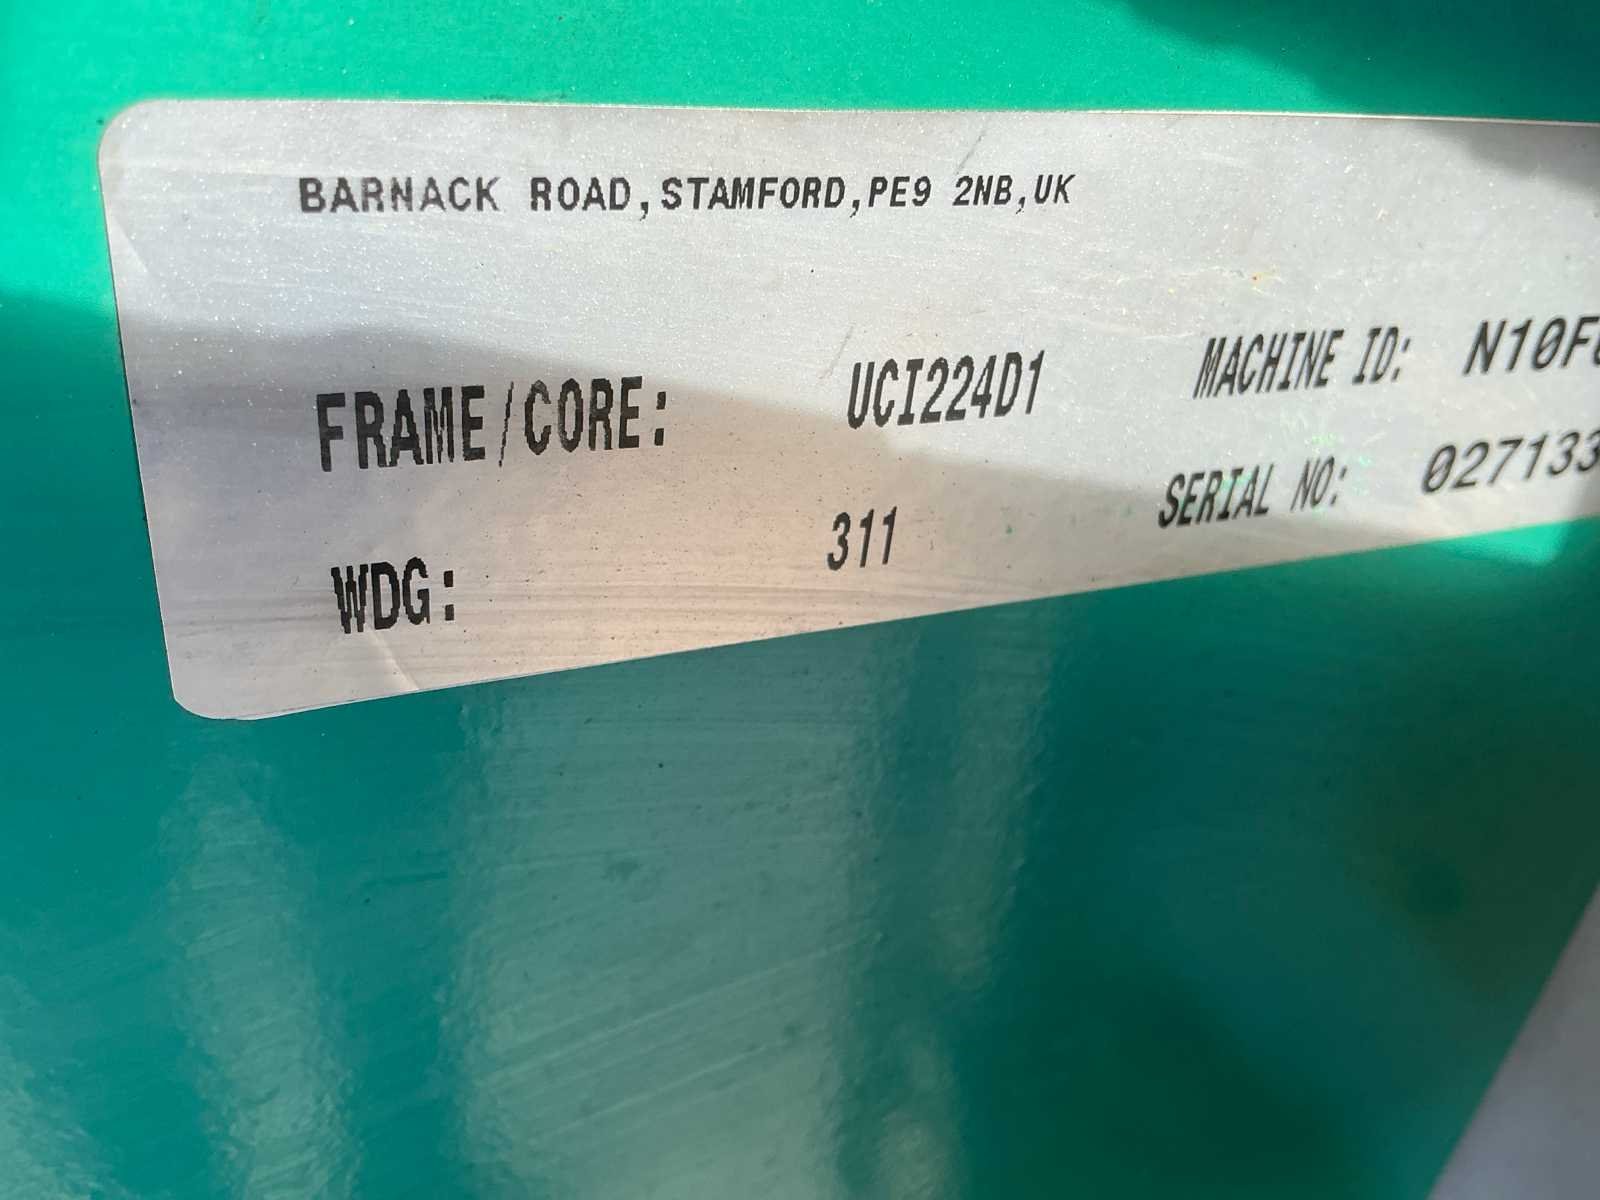 BARNACK ROAD,STAMFORD,PE9 2NB,UK
FRAME/CORE: UCI224D1 MACHINE ID: N10F
WDG: 311 SERIAL NO: 027133